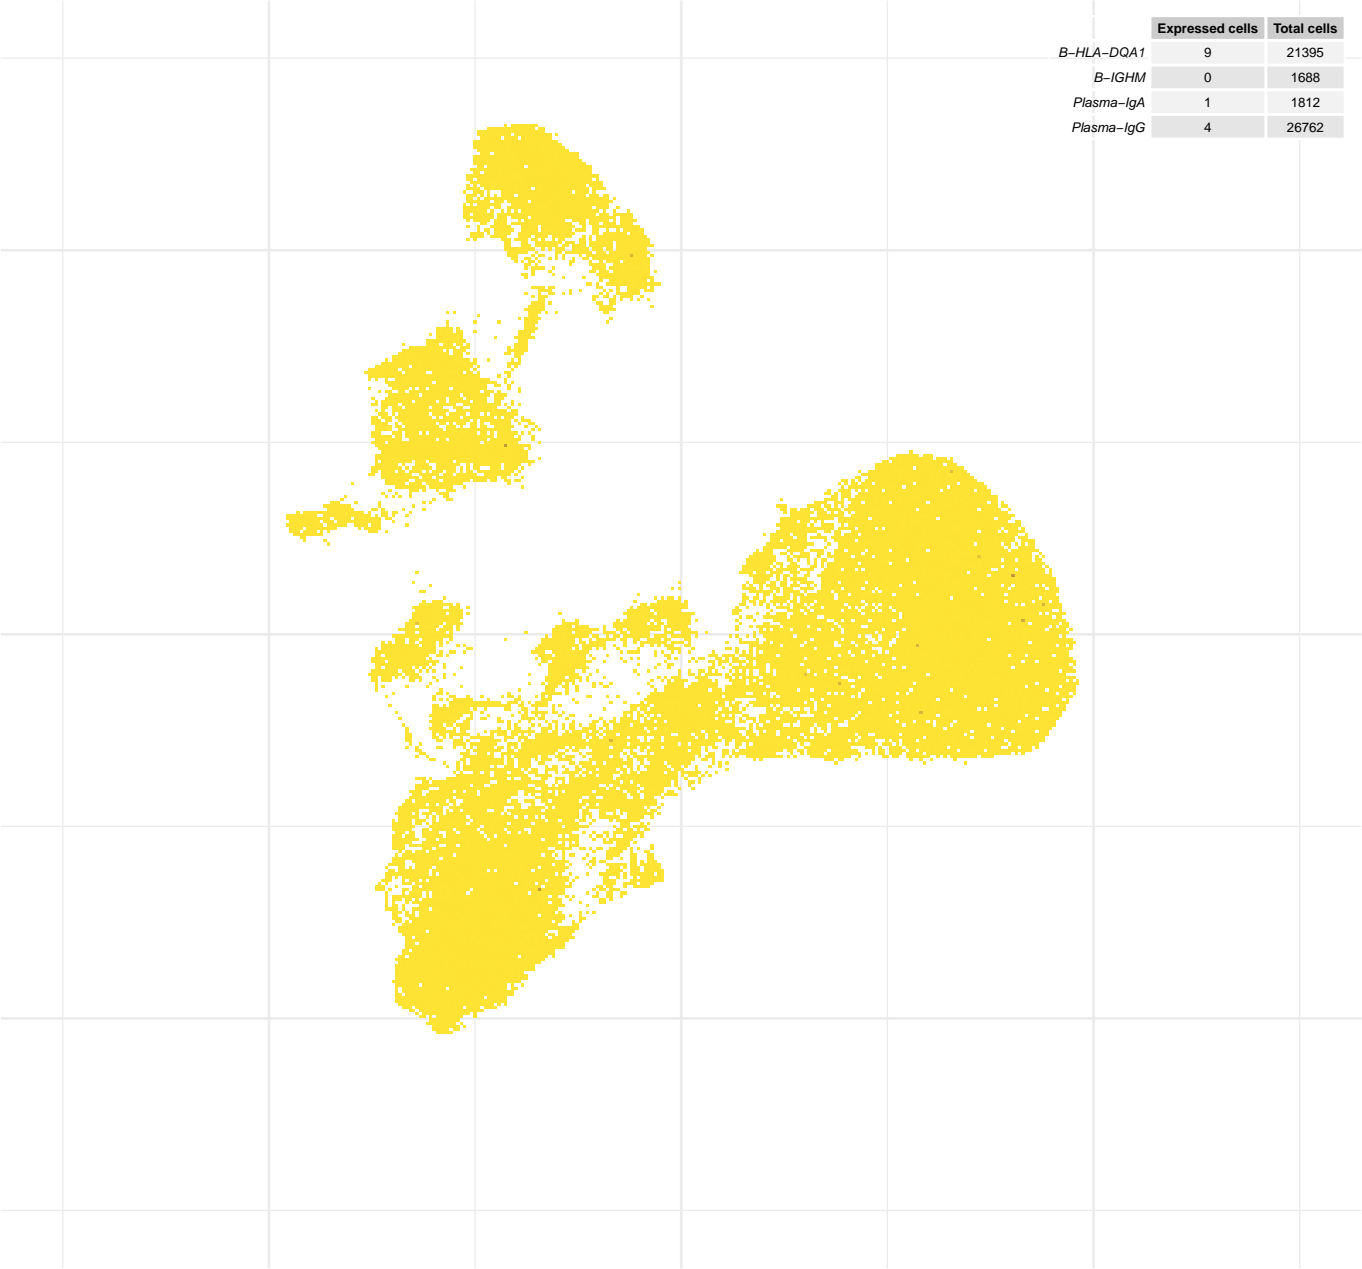 Expressed cells Total cells
B−HLA−DQA1 9 21395
B−IGHM 0 1688
Plasma−IgA 1 1812
Plasma−IgG 4 26762